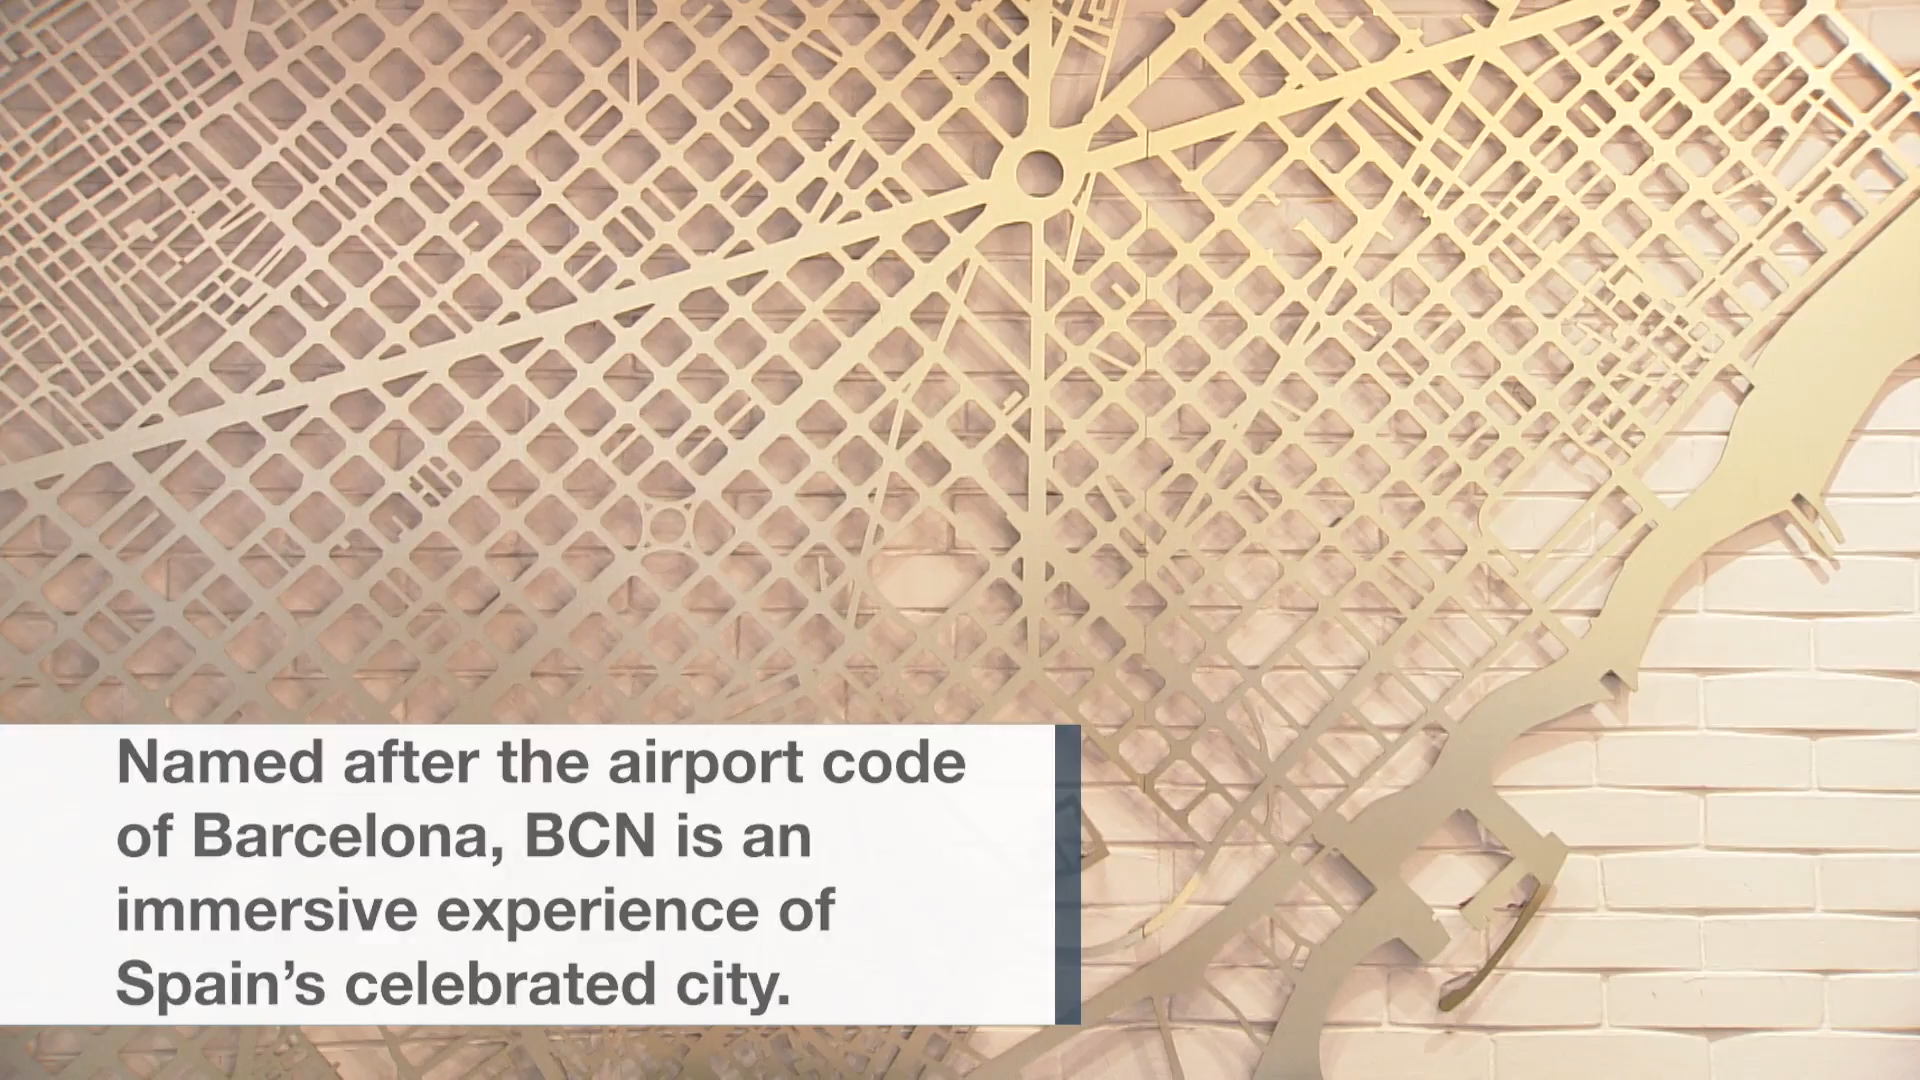 Named after the airport code
of Barcelona, BCN is an
immersive experience of
Spain’s celebrated city.